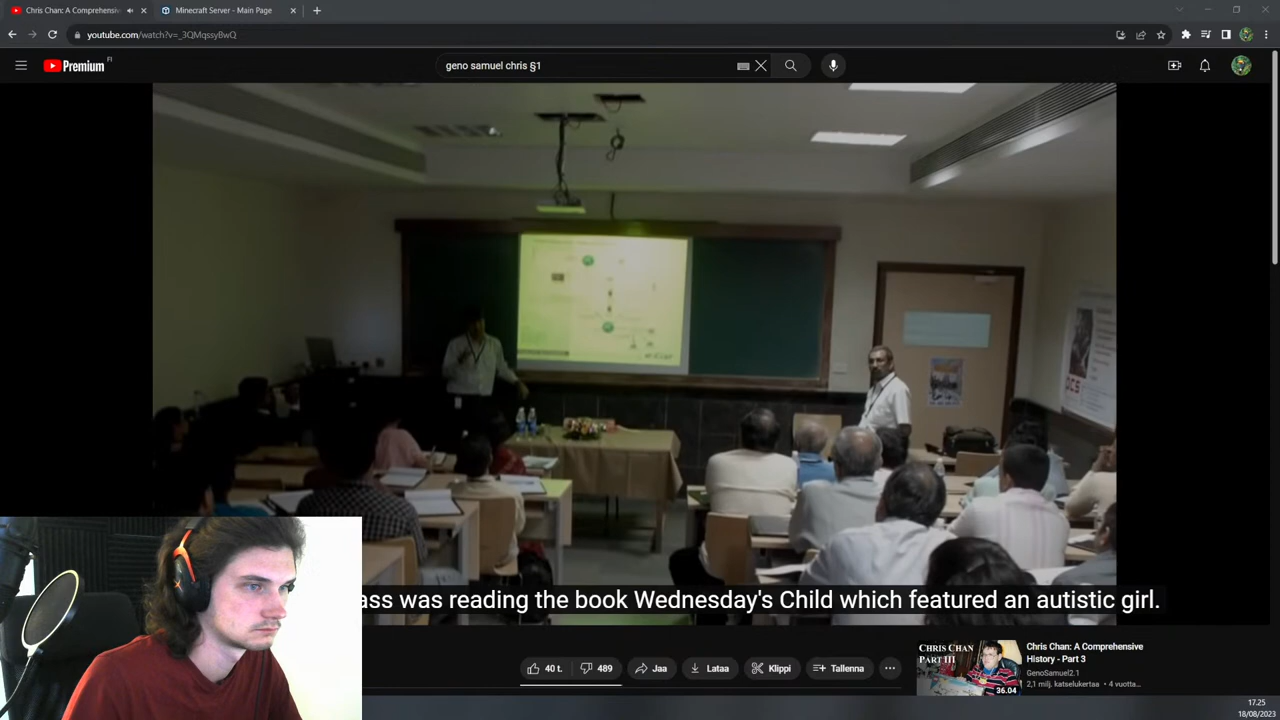 Chris Chan: A Comprehensiv
Minecraft Server - Main Page
youtube.com/watch?v=_3QMqssyBwQ
Premium FI
geno samuel chris §1
OCS
ass was reading the book Wednesday's Child which featured an autistic girl.
40 t.
489
Jaa
Lataa
Klippi
Tallenna
CHRIS CHAN
PART III
36.04
Chris Chan: A Comprehensive
History - Part 3
GenoSamuel2.1
2,1 milj. katselukertaa • 4 vuotta...
17.25
18/08/2023